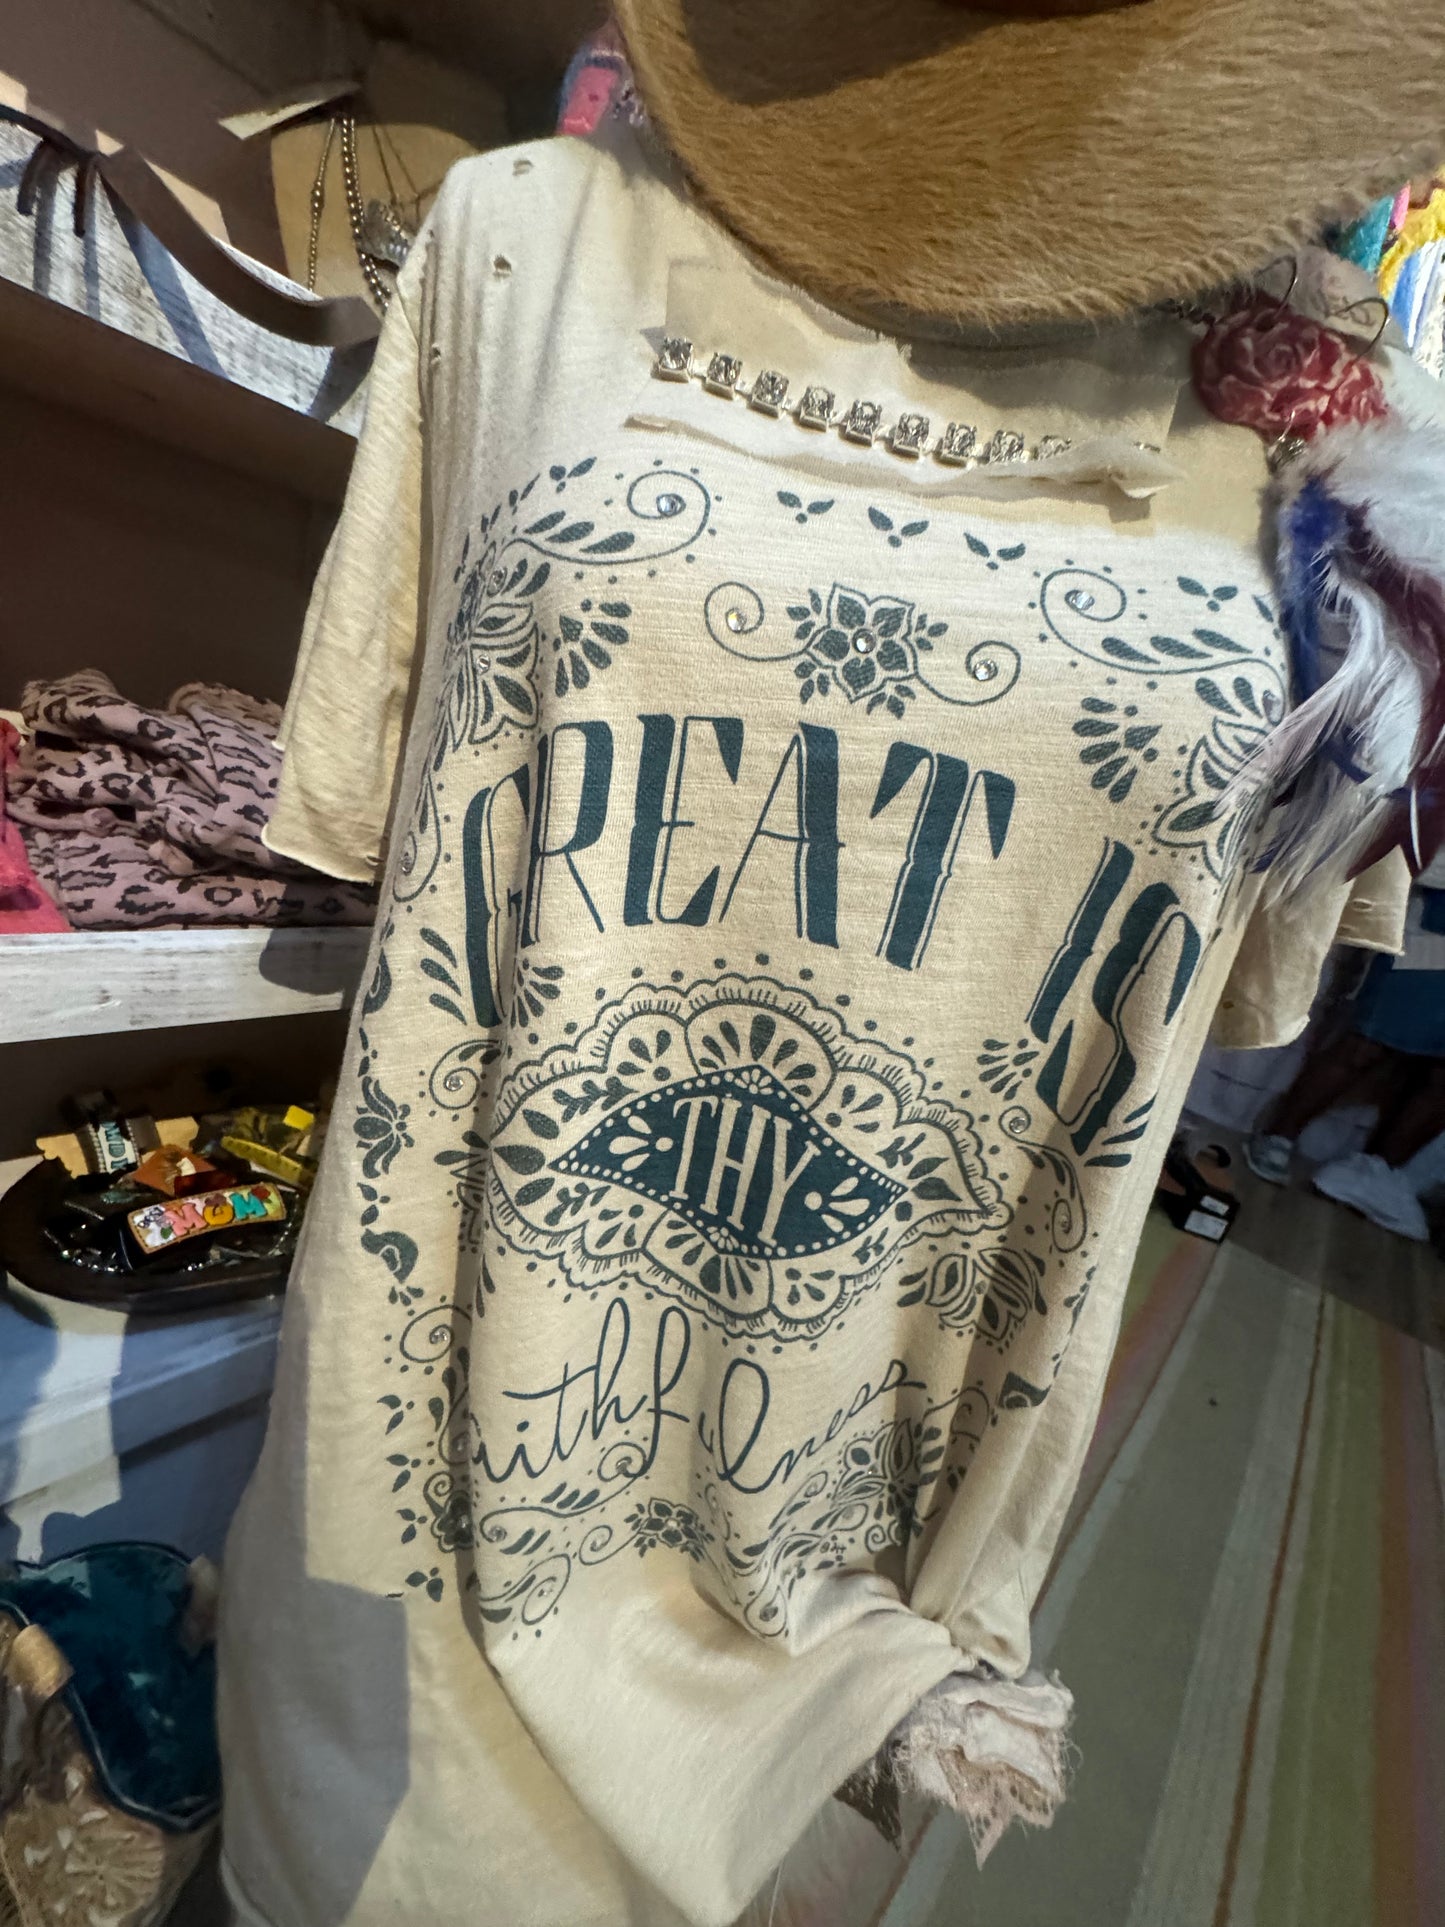 GREAT IS
THY
faithfulness
MOM